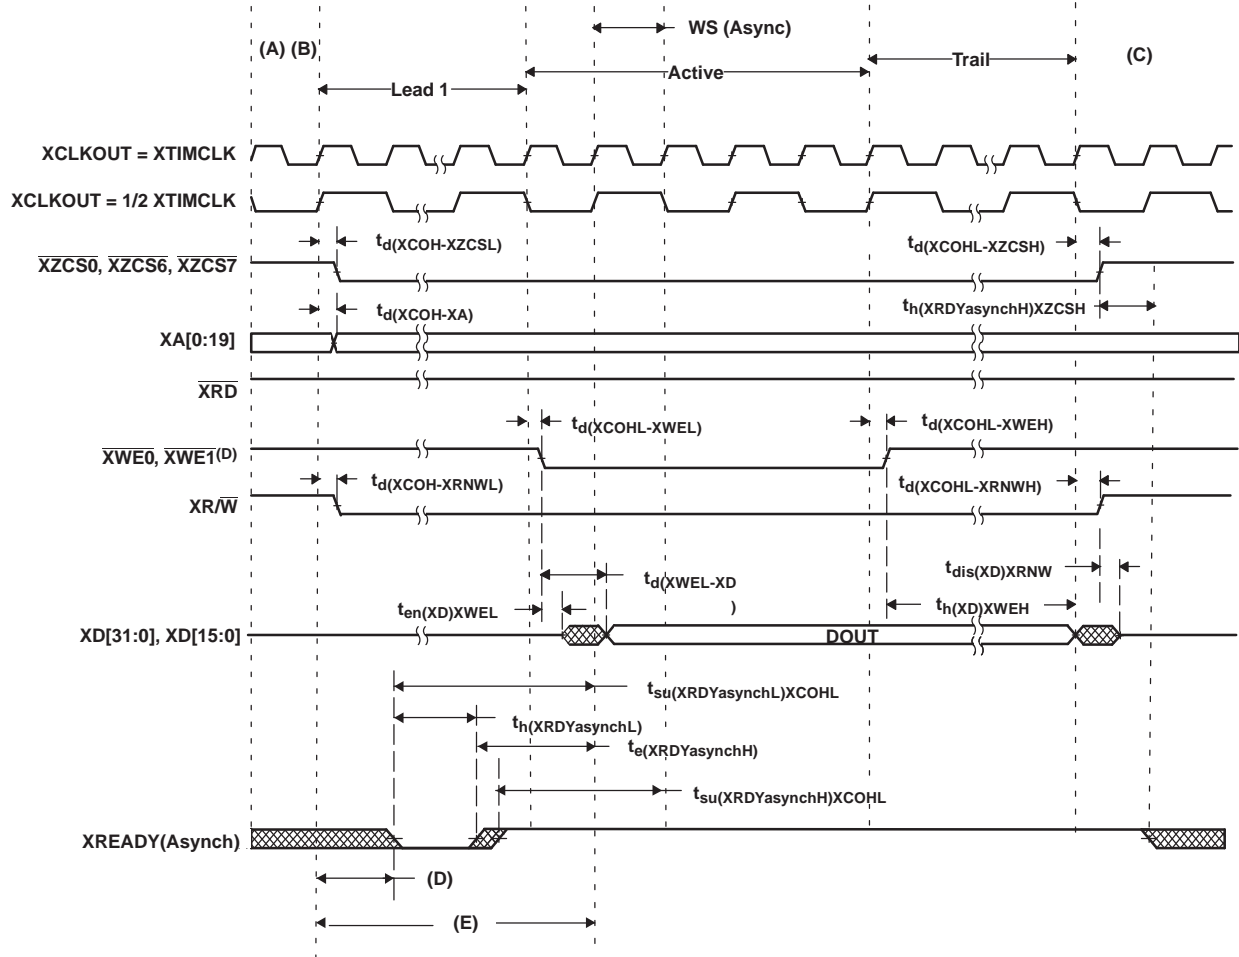 WS (Async)
(A) (B)
Trail
(C)
Active
Lead 1
XCLKOUT = XTIMCLK
XCLKOUT = 1/2 XTIMCLK
td(XCOH-XZCSL)
td(XCOHL-XZCSH)
XZCS0, XZCS6, XZCS7
td(XCOH-XA)
th(XRDYasynchH)XZCSH
XA[0:19]
XRD
td(XCOHL-XWEL)
td(XCOHL-XWEH)
XWE0, XWE1(D)
td(XCOH-XRNWL)
td(XCOHL-XRNWH)
XR/W
td(XWEL-XD
)
tdis(XD)XRNW
ten(XD)XWEL
th(XD)XWEH
XD[31:0], XD[15:0]
DOUT
tsu(XRDYasynchL)XCOHL
th(XRDYasynchL)
te(XRDYasynchH)
tsu(XRDYasynchH)XCOHL
XREADY(Asynch)
(D)
(E)